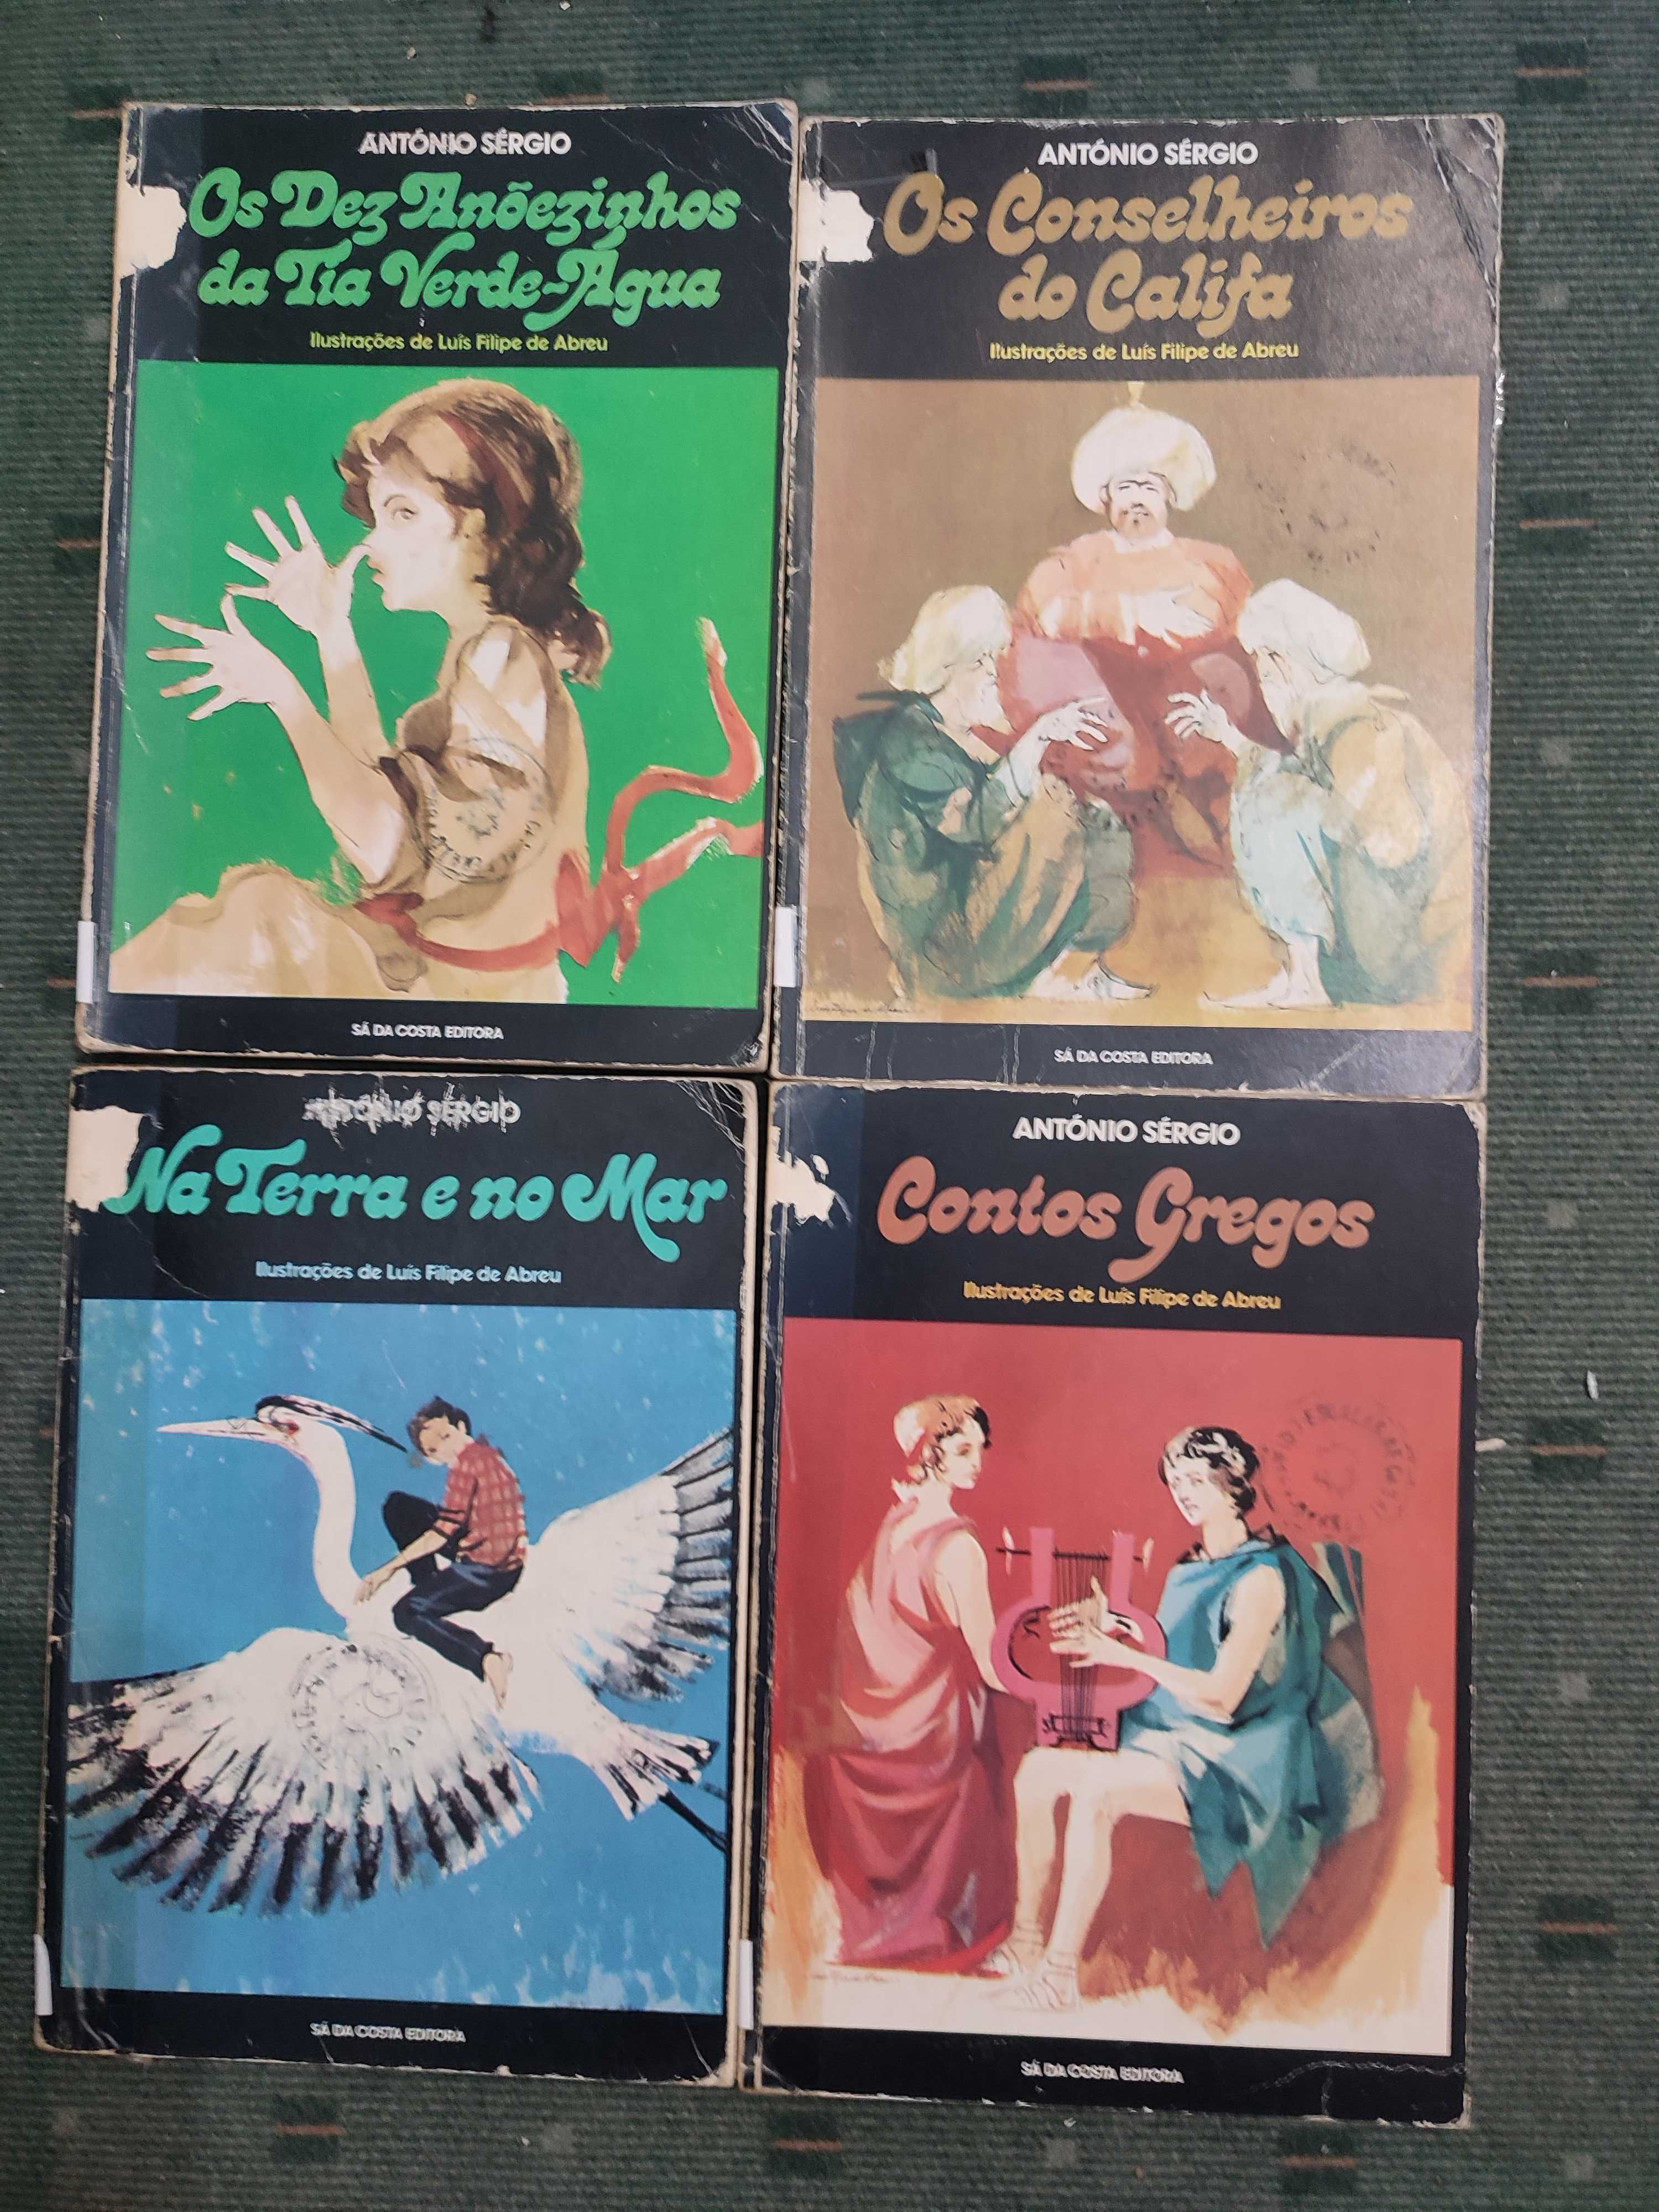 ANTÓNIO SÉRGIO
Os Dez Anõezinhos
da Tia Verde-Água
Ilustrações de Luís Filipe de Abreu
SÁ DA COSTA EDITORA
ANTÓNIO SÉRGIO
Os Conselheiros
do Califa
Ilustrações de Luís Filipe de Abreu
SÁ DA COSTA EDITORA
ANTÓNIO SÉRGIO
Na Terra e no Mar
Ilustrações de Luís Filipe de Abreu
SÁ DA COSTA EDITORA
ANTÓNIO SÉRGIO
Contos Gregos
Ilustrações de Luís Filipe de Abreu
SÁ DA COSTA EDITORA